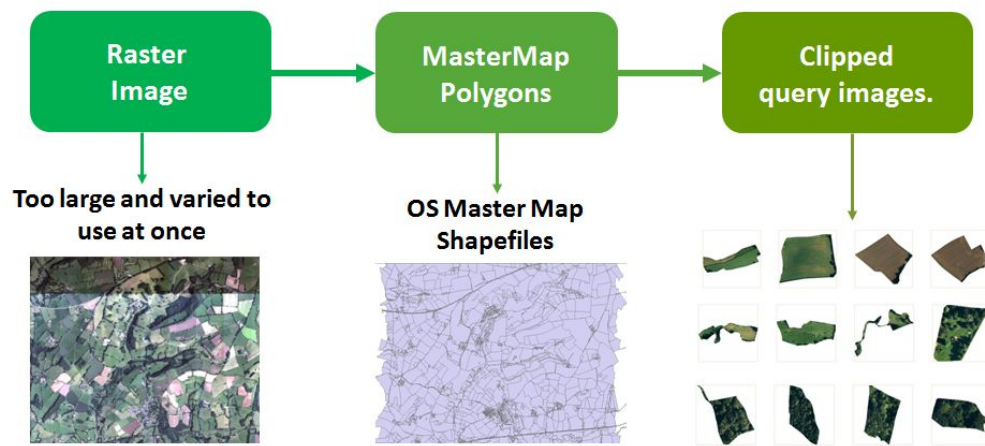 Raster
Image
MasterMap
Polygons
Clipped
query images.
Too large and varied to
use at once
OS Master Map
Shapefiles